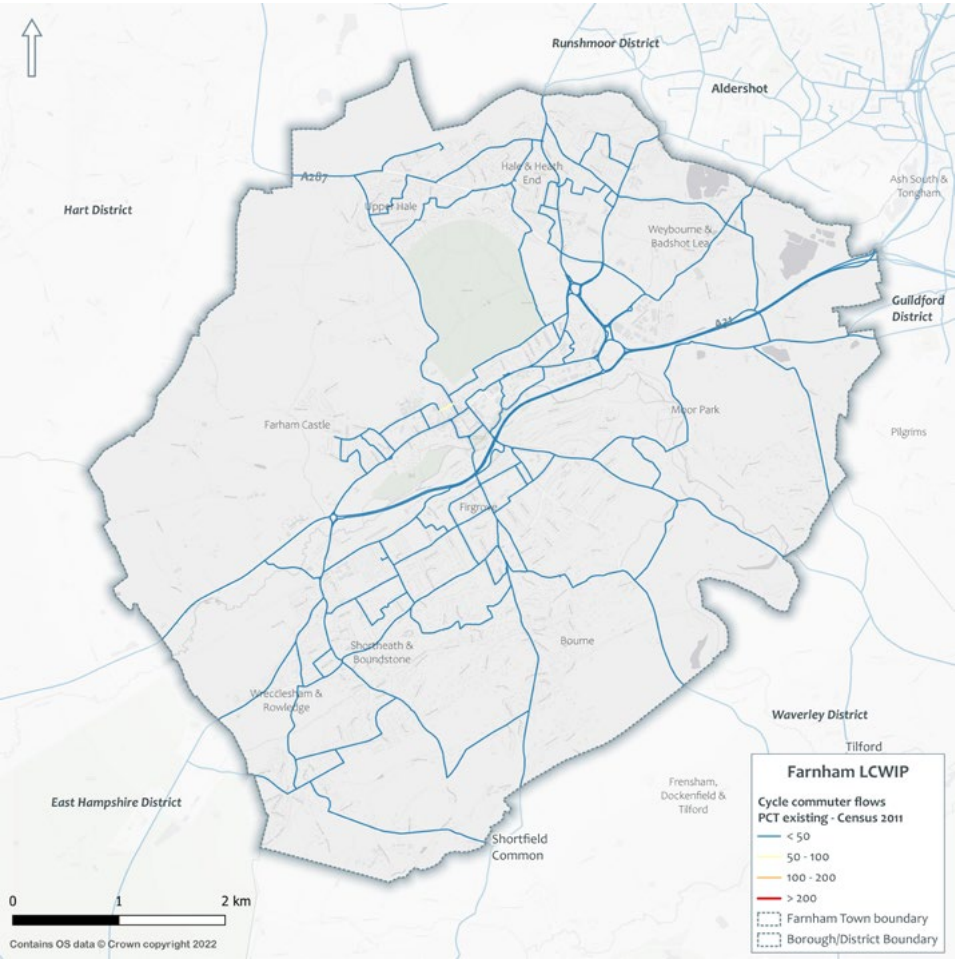 Runshmoor District
Aldershot
Hale & Heath
End
A287
Ash South &
Tongham
Hart District
Upper Hale
Weybourne &
Badshot Lea
Guildford
District
A31
Moor Park
Farham Castle
Pilgrims
Firgrove
Bourne
Shortheath &
Boundstone
Wrecclesham &
Rowledge
Waverley District
Tilford
Farnham LCWIP
East Hampshire District
Frensham,
Dockenfield &
Tilford
Cycle commuter flows
PCT existing - Census 2011
< 50
Shortfield
Common
50 - 100
100 - 200
> 200
0 1 2 km
Farnham Town boundary
Borough/District Boundary
Contains OS data © Crown copyright 2022